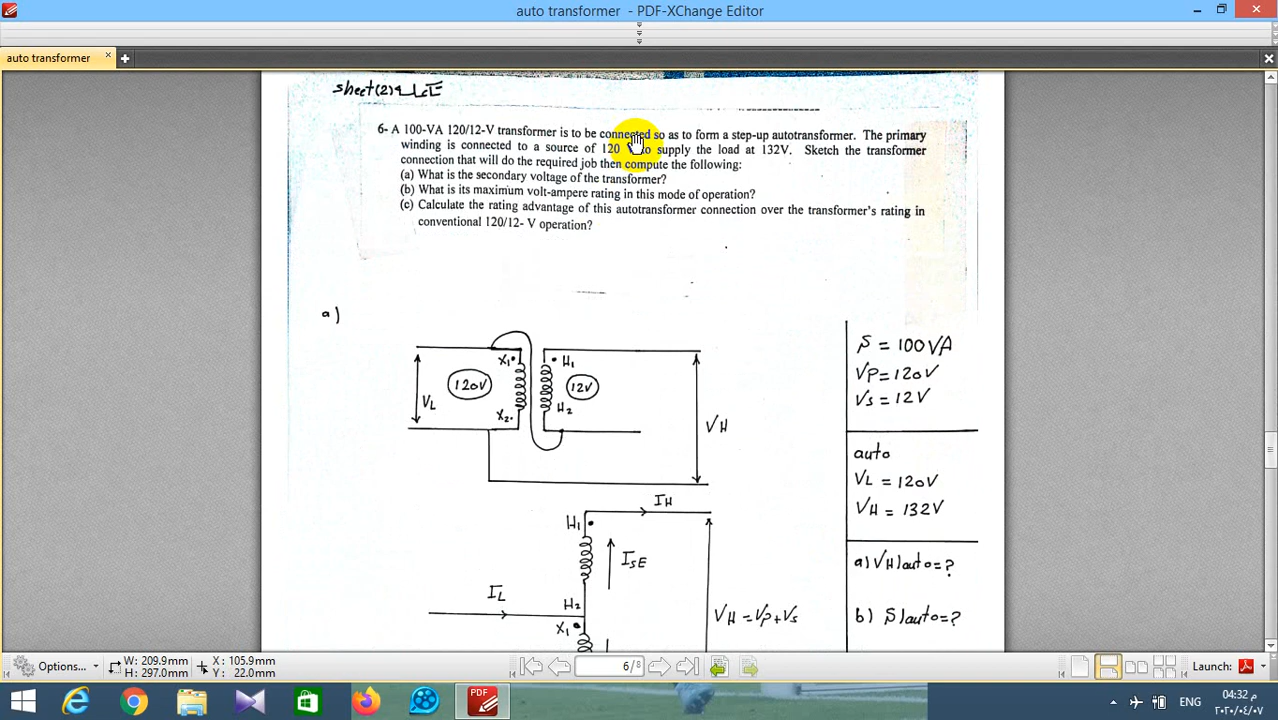 auto transformer - PDF-XChange Editor
auto transformer
sheet(2)
6- A 100-VA 120/12-V transformer is to be connected so as to form a step-up autotransformer. The primary
winding is connected to a source of 120 to supply the load at 132V. Sketch the transformer
connection that will do the required job then compute the following:
(a) What is the secondary voltage of the transformer?
(b) What is its maximum volt-ampere rating in this mode of operation?
(c) Calculate the rating advantage of this autotransformer connection over the transformer's rating in
conventional 120/12- V operation?
a)
X1
120V
VL
X2
H1
12V
H2
VH
S = 100VA
VP = 120V
VS = 12V
auto
VL = 120V
VH = 132V
a) VH)auto = ?
b) S)auto = ?
IH
H1
ISE
IL
H2
X1
VH = VP + VS
Options...
W: 209.9mm
H: 297.0mm
X: 105.9mm
Y: 22.0mm
6/8
Launch:
PDF
ENG
04:32 م
٢٠٢٠/٠٤/٠٧